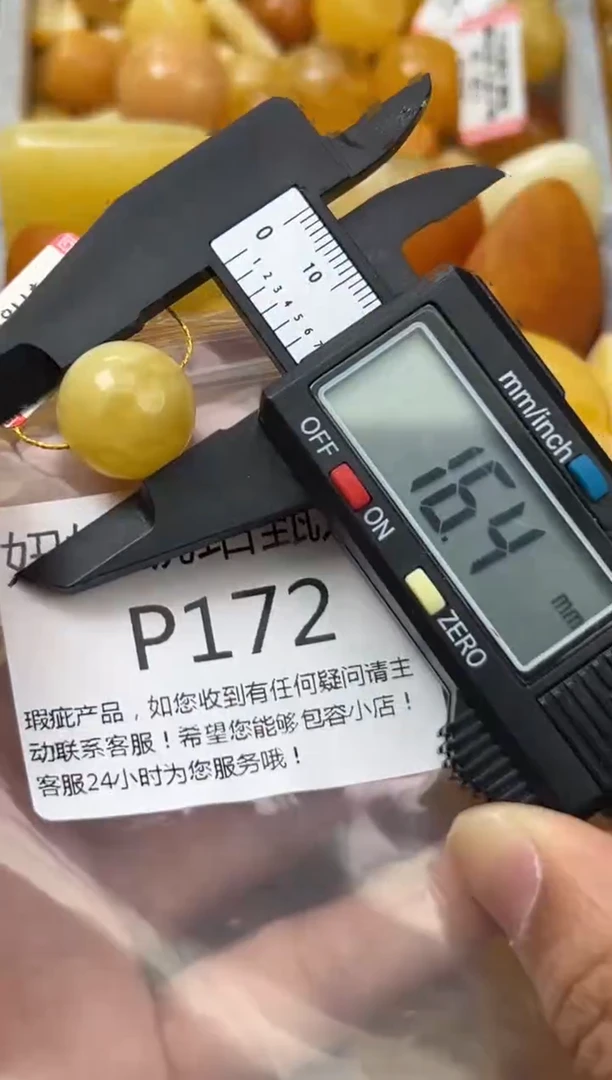 0
10
1 2 3 4 5 6 7
mm/inch
OFF
ON
ZERO
16.4
mm
P172
瑕疵产品，如您收到有任何疑问请主
动联系客服！希望您能够包容小店！
客服24小时为您服务哦！